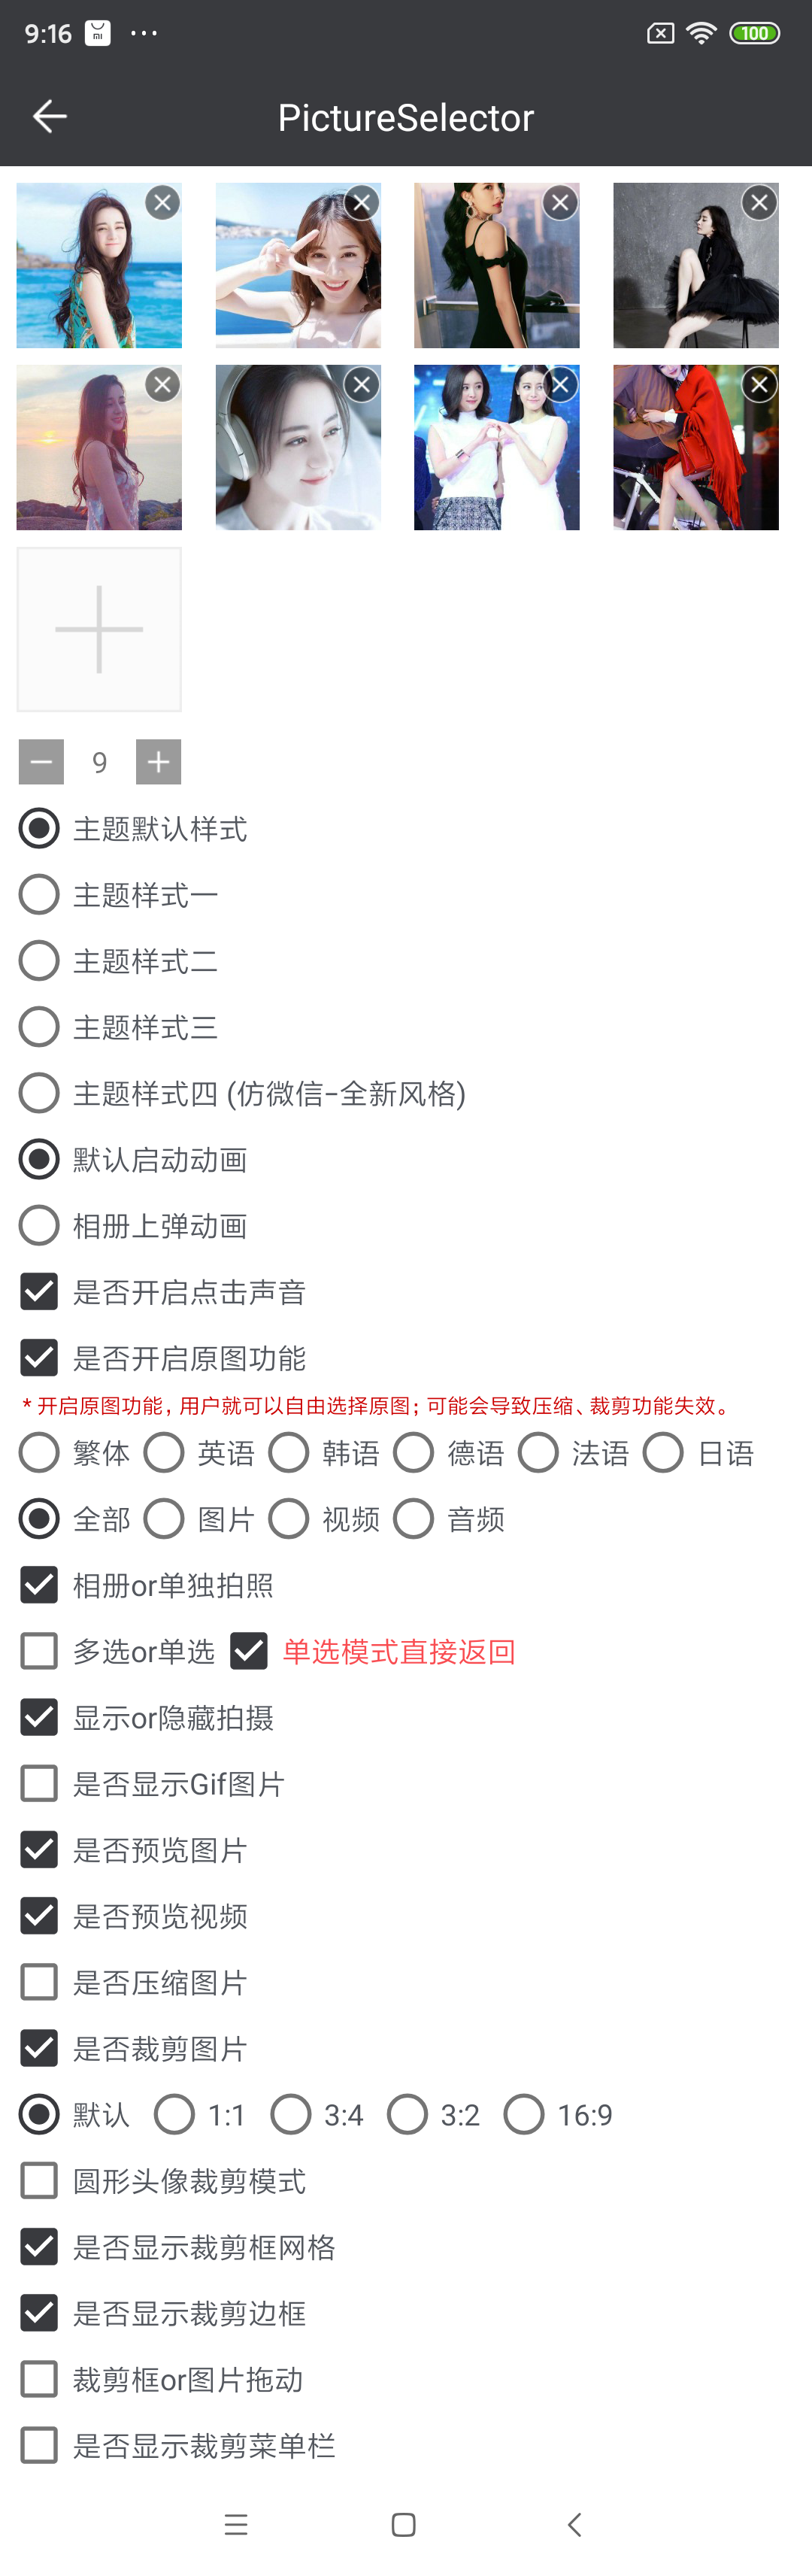 9:16 mi ... 100
PictureSelector
9
主题默认样式
主题样式一
主题样式二
主题样式三
主题样式四 (仿微信-全新风格)
默认启动动画
相册上弹动画
是否开启点击声音
是否开启原图功能
* 开启原图功能，用户就可以自由选择原图；可能会导致压缩、裁剪功能失效。
繁体 英语 韩语 德语 法语 日语
全部 图片 视频 音频
相册or单独拍照
多选or单选 单选模式直接返回
显示or隐藏拍摄
是否显示Gif图片
是否预览图片
是否预览视频
是否压缩图片
是否裁剪图片
默认 1:1 3:4 3:2 16:9
圆形头像裁剪模式
是否显示裁剪框网格
是否显示裁剪边框
裁剪框or图片拖动
是否显示裁剪菜单栏